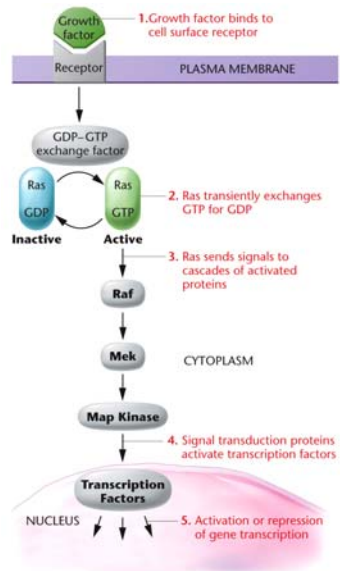 Growth
factor
1.Growth factor binds to
cell surface receptor
Receptor
PLASMA MEMBRANE
GDP–GTP
exchange factor
Ras
GDP
Ras
GTP
Inactive
Active
2. Ras transiently exchanges
GTP for GDP
3. Ras sends signals to
cascades of activated
proteins
Raf
Mek
CYTOPLASM
Map Kinase
4. Signal transduction proteins
activate transcription factors
Transcription
Factors
NUCLEUS
5. Activation or repression
of gene transcription